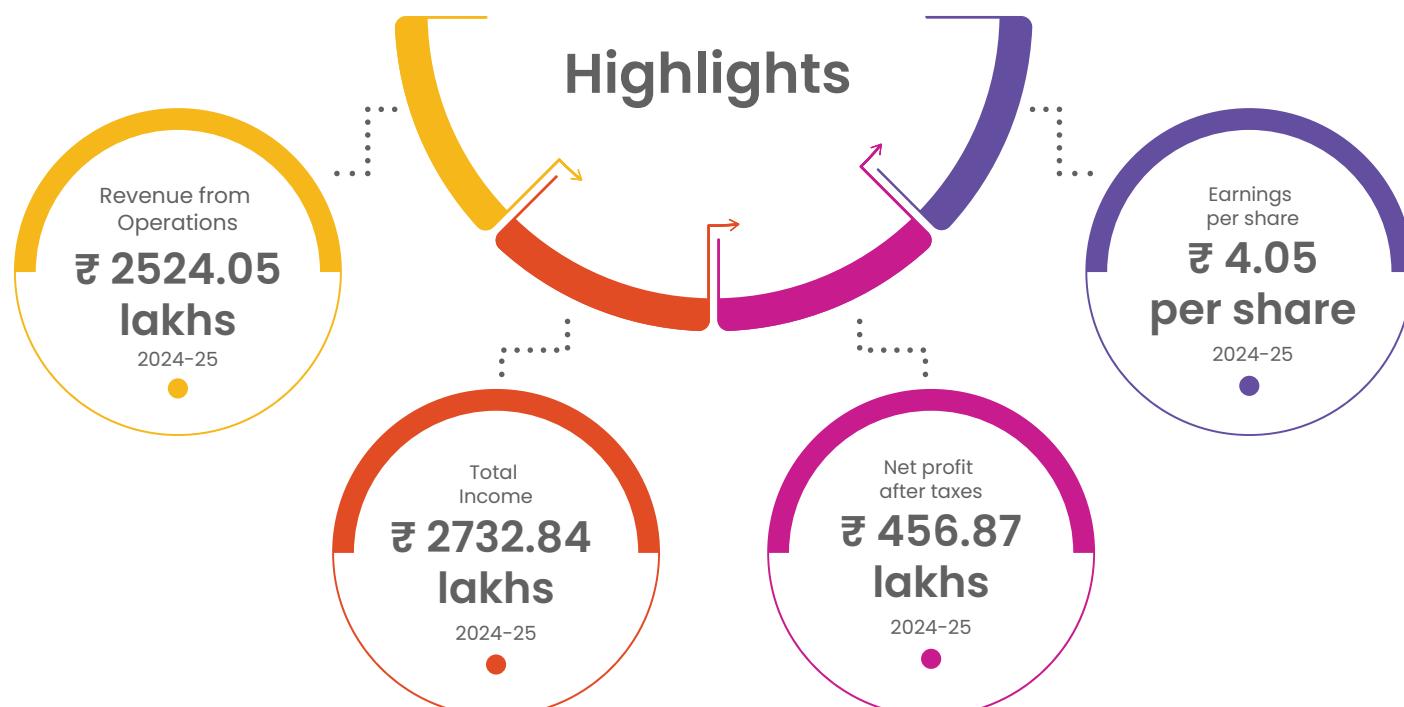 Highlights
Revenue from
Operations
₹ 2524.05
lakhs
2024-25
Total
Income
₹ 2732.84
lakhs
2024-25
Net profit
after taxes
₹ 456.87
lakhs
2024-25
Earnings
per share
₹ 4.05
per share
2024-25